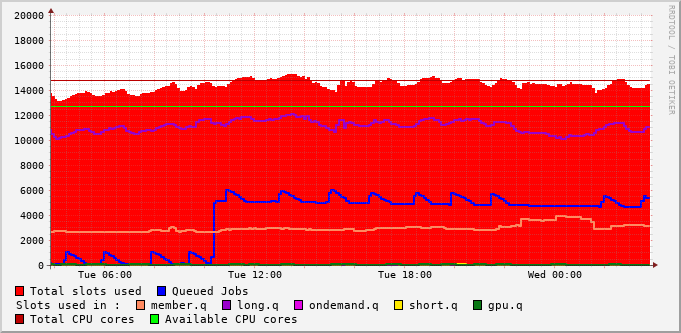 20000
18000
16000
14000
12000
10000
8000
6000
4000
2000
0
Tue 06:00 Tue 12:00 Tue 18:00 Wed 00:00
RRDTOOL / TOBI OETIKER
Total slots used Queued Jobs
Slots used in : member.q long.q ondemand.q short.q gpu.q
Total CPU cores Available CPU cores